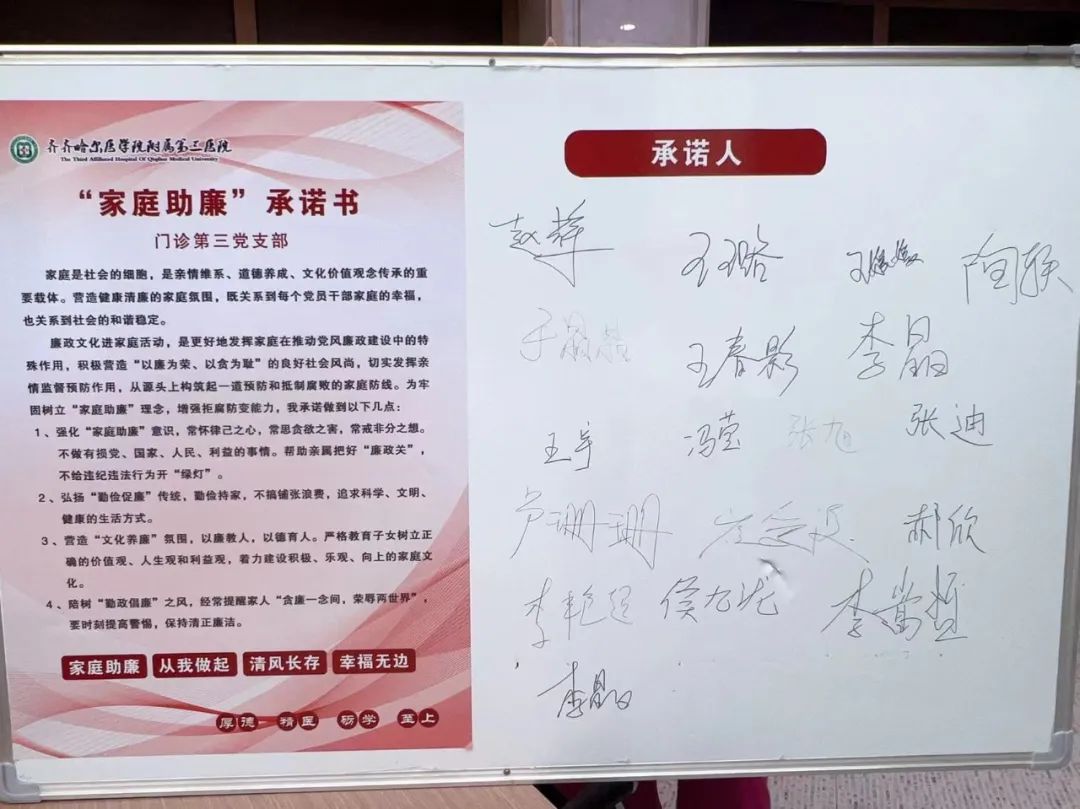 齐齐哈尔医学院附属第三医院
The Third Affiliated Hospital Of Qiqihar Medical University
“家庭助廉”承诺书
门诊第三党支部
家庭是社会的细胞，是亲情维系、道德养成、文化价值观念传承的重
要载体。营造健康清廉的家庭氛围，既关系到每个党员干部家庭的幸福，
也关系到社会的和谐稳定。
廉政文化进家庭活动，是更好地发挥家庭在推动党风廉政建设中的特
殊作用，积极营造“以廉为荣、以贪为耻”的良好社会风尚，切实发挥亲
情监督预防作用，从源头上构筑起一道预防和抵制腐败的家庭防线。为牢
固树立“家庭助廉”理念，增强拒腐防变能力，我承诺做到以下几点：
1、强化“家庭助廉”意识，常怀律己之心，常思贪欲之害，常戒非分之想。
不做有损党、国家、人民、利益的事情。帮助亲属把好“廉政关”，
不给违纪违法行为开“绿灯”。
2、弘扬“勤俭促廉”传统，勤俭持家，不搞铺张浪费，追求科学、文明、
健康的生活方式。
3、营造“文化养廉”氛围，以廉教人，以德育人。严格教育子女树立正
确的价值观、人生观和利益观，着力建设积极、乐观、向上的家庭文
化。
4、陪树“勤政倡廉”之风，经常提醒家人“贪廉一念间，荣辱两世界”，
要时刻提高警惕，保持清正廉洁。
家庭助廉 从我做起 清风长存 幸福无边
厚德 精医 砺学 至上
承诺人
王璐
王春影 李晶
王宇 冯莹 张旭 张迪
卢珊珊 郝欣
李艳超 侯九龙
李晶